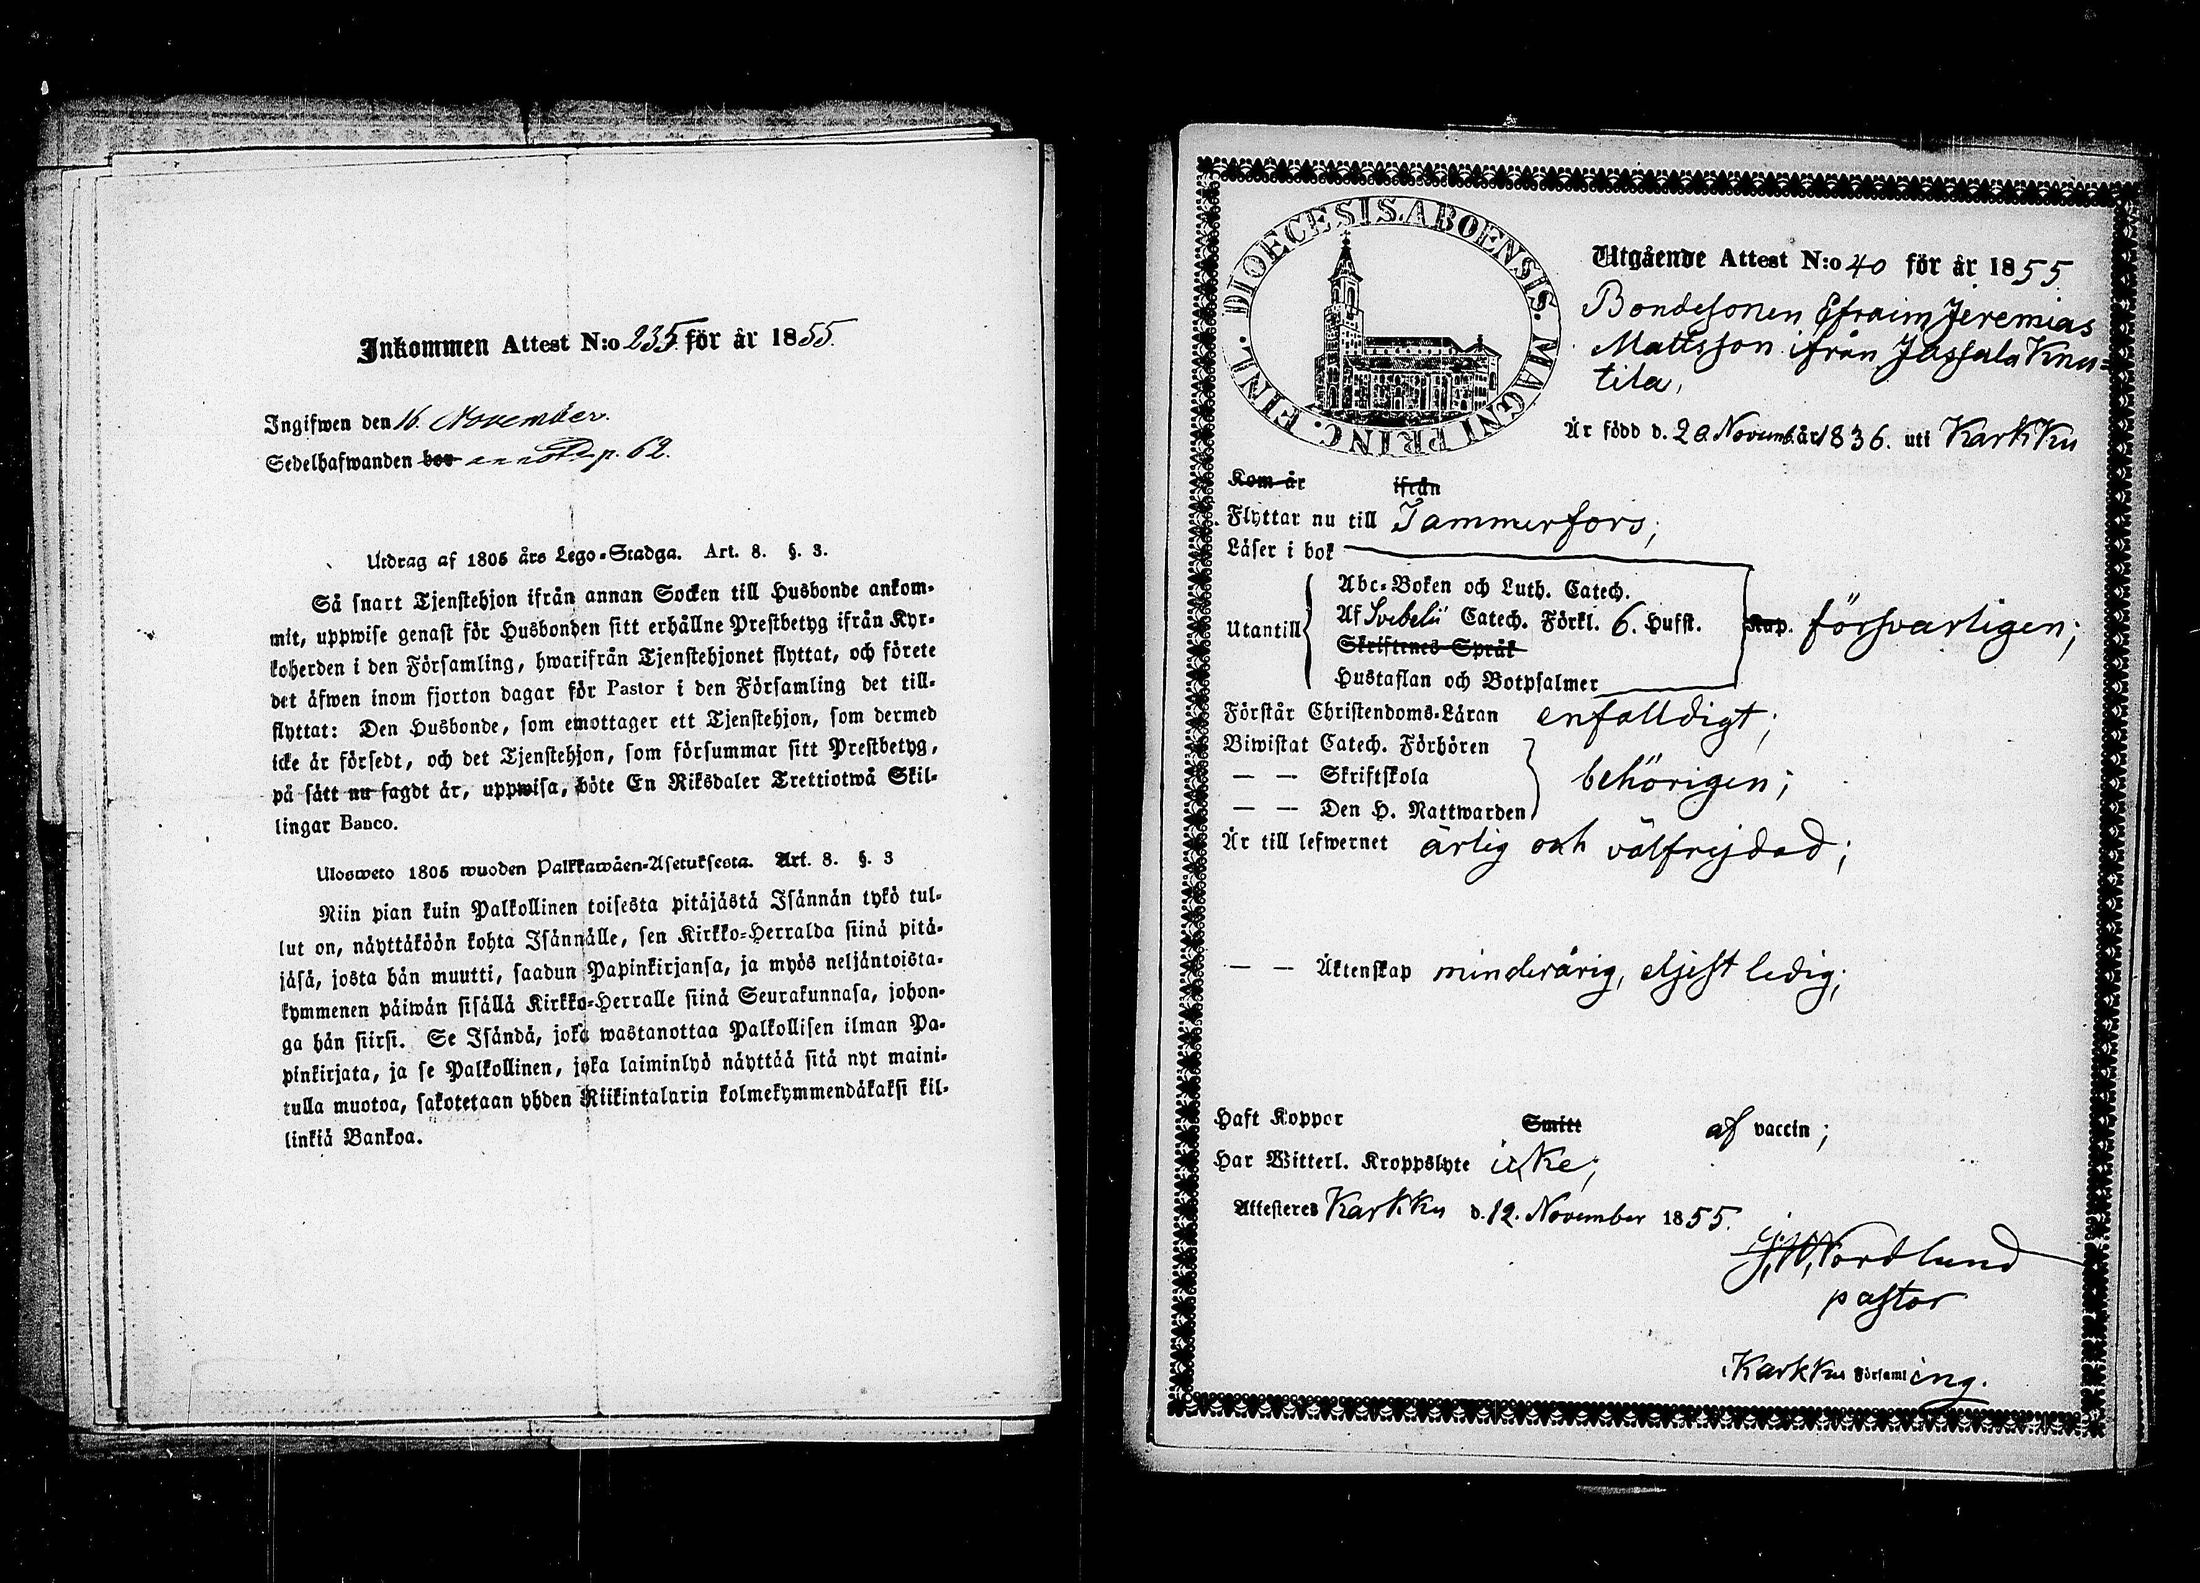 Inkommen Attest N:o 235 för år 1855.
Ingifwen den 16. November.
Sedelhafwanden bor p. 62.
Utdrag af 1805 års Lego-Stadga. Art. 8. §. 3.
Så snart Tjenstehjon ifrån annan Socken till Husbonde ankom-
mit, uppwise genast för Husbonden sitt erhållne Prestbetyg ifrån Kyr-
koherden i den Församling, hwarifrån Tjenstehjonet flyttat, och förete
det äfwen inom fjorton dagar för Pastor i den Församling det till-
flyttat: Den Husbonde, som emottager ett Tjenstehjon, som dermed
icke är försedt, och det Tjenstehjon, som försummar sitt Prestbetyg,
på sätt nu sagdt är, uppwisa, böte En Riksdaler Trettiotwå Skil-
lingar Banco.
Ulosweto 1805 wuoden Palkkawäen-Asetuksesta. Art. 8. §. 3
Niin pian kuin Palkollinen toisesta pitäjästä Isännän tykö tul-
lut on, näyttäköön kohta Isännälle, sen Kirkko-Herralda siinä pitä-
jäsä, josta hän muutti, saadun Papinkirjansa, ja myös neljäntoista-
kymmenen päiwän sisällä Kirkko-Herralle siinä Seurakunnasa, johon-
ga hän siirsi. Se Isändä, joka wastanottaa Palkollisen ilman Pa-
pinkirjata, ja se Palkollinen, joka laiminlyö näyttää sitä nyt maini-
tulla muotoa, sakotetaan yhden Riikintalarin kolmekymmendäkaksi kil-
linkiä Bankoa.
DIOECESIS. ABOENSIS. MAGNI PRINC. FINL.
Utgående Attest N:o 40 för år 1855
Bondesonen Efraim Jeremias
Mattsson ifrån Jassala Knu-
tila,
Är född d. 20. Novemb. år 1836. uti Karkku
Kom år ifrån
Flyttar nu till Tammerfors;
Läser i bok
Utantill
Abc-Boken och Luth. Catech.
Af Svebelii Catech. Förkl. 6. Hufst. Kap. försvarligen;
Skriftenes Språk
Hustaflan och Botpsalmer
Förstår Christendoms-Läran enfalldigt;
Biwistat Catech. Förhören
— — Skriftskola behörigen;
— — Den H. Nattwarden
Är till lefwernet ärlig och välfrejdad;
— — Äktenskap minderårig, eljest ledig;
Haft Koppor Smitt af vaccin;
Har Witterl. Kroppslyte icke;
Attesteres Karkku d. 12. November 1855.
J. W. Nordlund
pastor
i Karkku Församling.